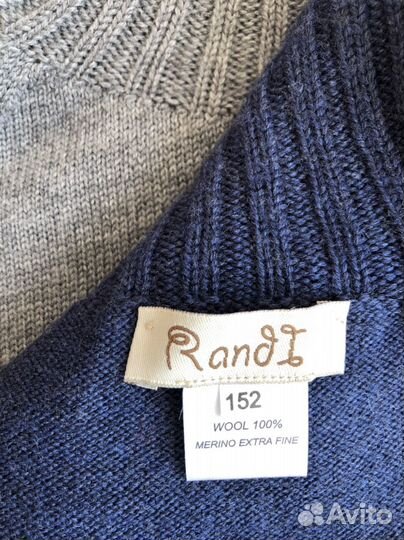 RandI
152
WOOL 100%
MERINO EXTRA FINE
Avito